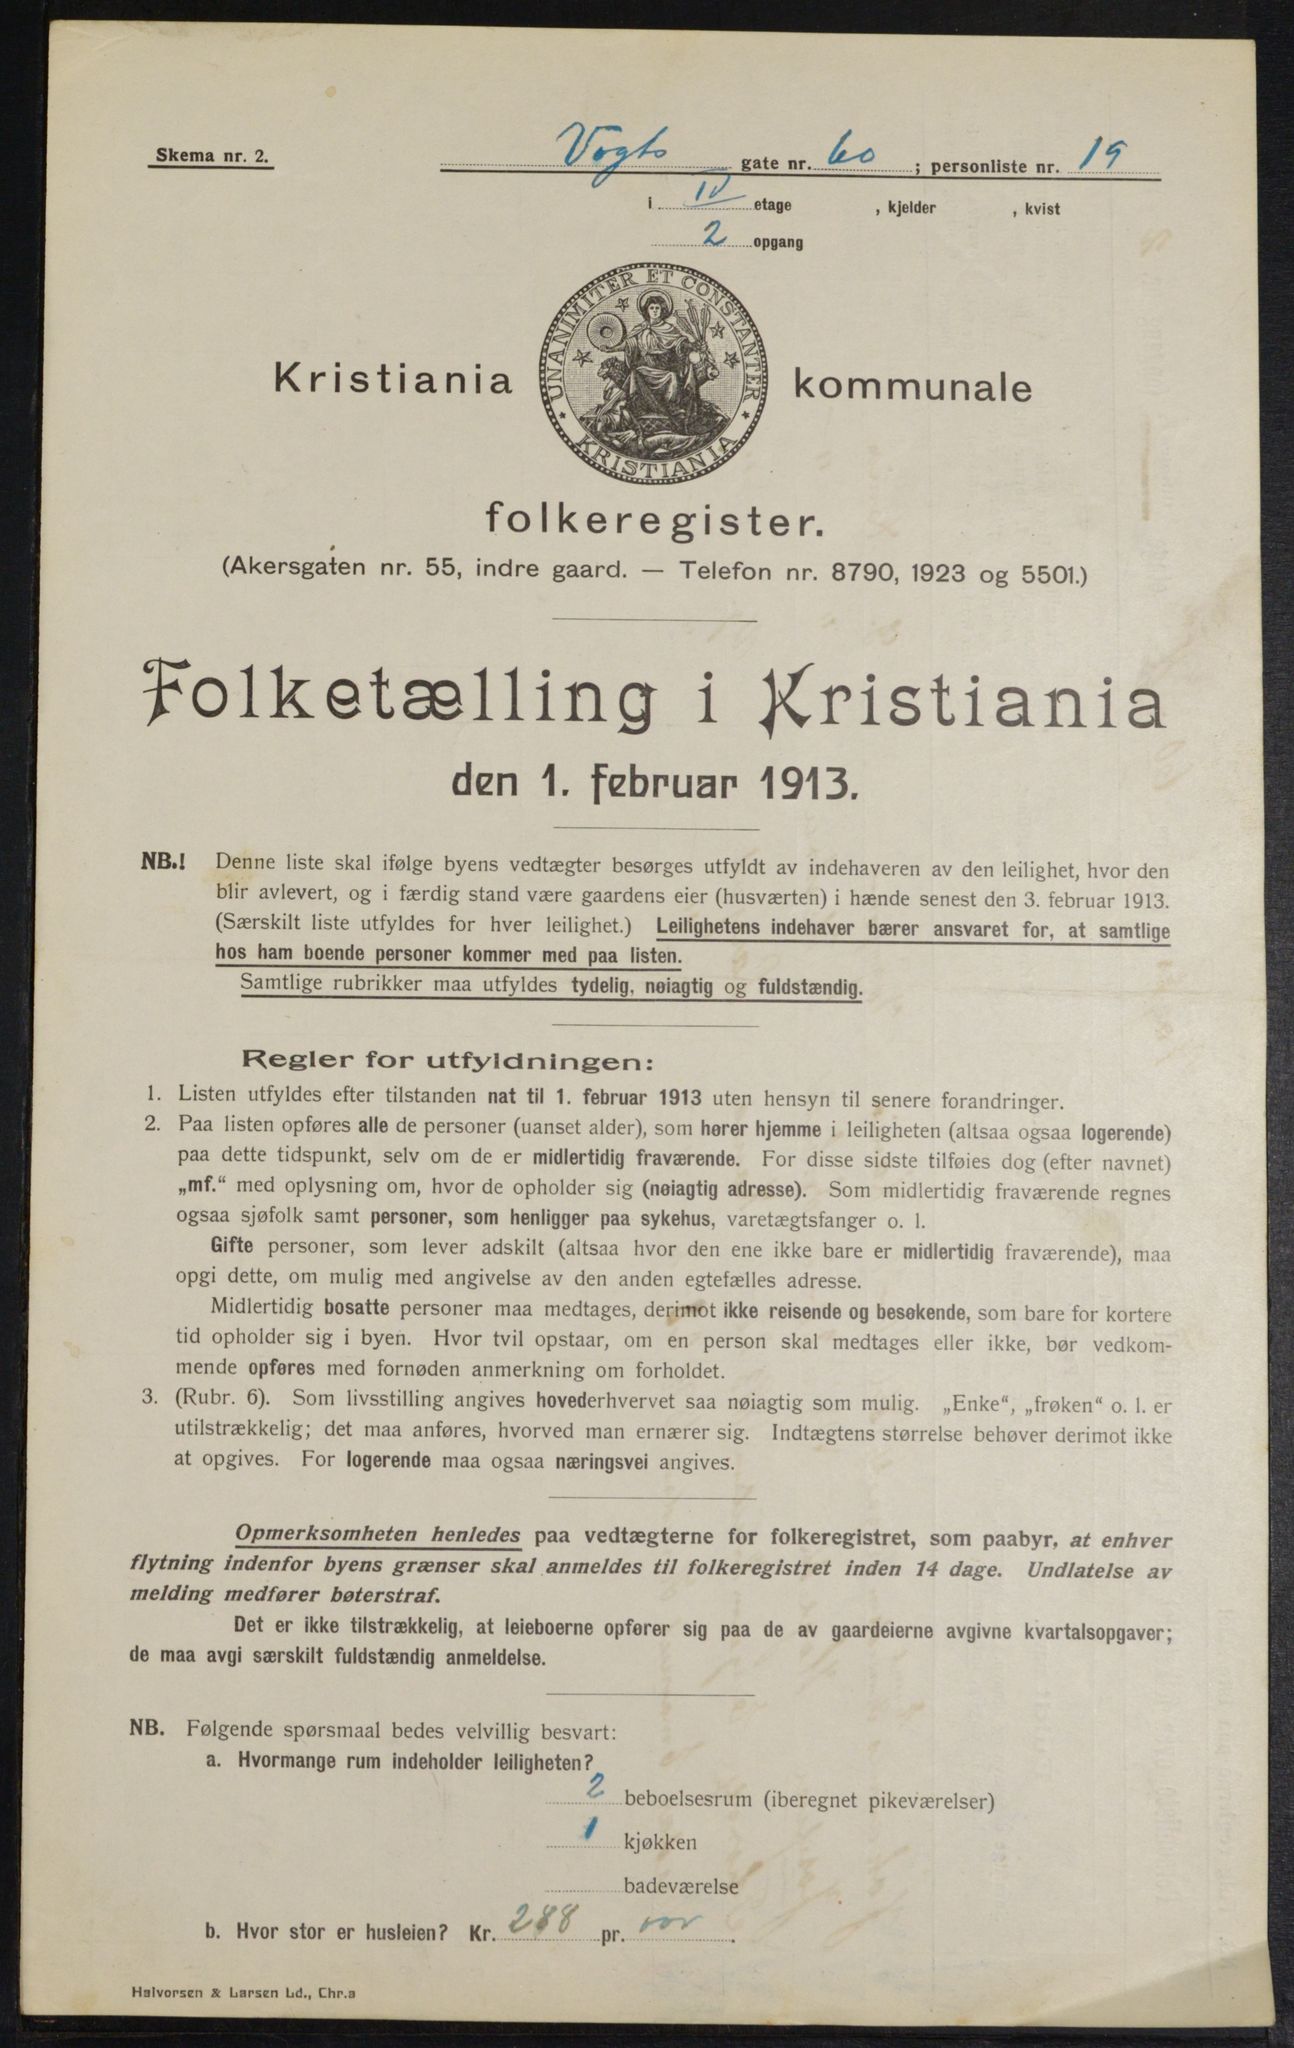 Skema nr. 2.
Vogts gate nr. 60; personliste nr. 19
i IV etage , kjelder , kvist
2 opgang
UNANIMITER ET CONSTANTER
KRISTIANIA
Kristiania kommunale
folkeregister.
(Akersgaten nr. 55, indre gaard. — Telefon nr. 8790, 1923 og 5501.)
Folketælling i Kristiania
den 1. februar 1913.
NB.! Denne liste skal ifølge byens vedtægter besørges utfyldt av indehaveren av den leilighet, hvor den
blir avlevert, og i færdig stand være gaardens eier (husværten) i hænde senest den 3. februar 1913.
(Særskilt liste utfyldes for hver leilighet.) Leilighetens indehaver bærer ansvaret for, at samtlige
hos ham boende personer kommer med paa listen.
Samtlige rubrikker maa utfyldes tydelig, nøiagtig og fuldstændig.
Regler for utfyldningen:
1. Listen utfyldes efter tilstanden nat til 1. februar 1913 uten hensyn til senere forandringer.
2. Paa listen opføres alle de personer (uanset alder), som hører hjemme i leiligheten (altsaa ogsaa logerende)
paa dette tidspunkt, selv om de er midlertidig fraværende. For disse sidste tilføies dog (efter navnet)
„mf.“ med oplysning om, hvor de opholder sig (nøiagtig adresse). Som midlertidig fraværende regnes
ogsaa sjøfolk samt personer, som henligger paa sykehus, varetægtsfanger o. l.
Gifte personer, som lever adskilt (altsaa hvor den ene ikke bare er midlertidig fraværende), maa
opgi dette, om mulig med angivelse av den anden egtefælles adresse.
Midlertidig bosatte personer maa medtages, derimot ikke reisende og besøkende, som bare for kortere
tid opholder sig i byen. Hvor tvil opstaar, om en person skal medtages eller ikke, bør vedkom-
mende opføres med fornøden anmerkning om forholdet.
3. (Rubr. 6). Som livsstilling angives hovederhvervet saa nøiagtig som mulig. „Enke“, „frøken“ o. l. er
utilstrækkelig; det maa anføres, hvorved man ernærer sig. Indtægtens størrelse behøver derimot ikke
at opgives. For logerende maa ogsaa næringsvei angives.
Opmerksomheten henledes paa vedtægterne for folkeregistret, som paabyr, at enhver
flytning indenfor byens grænser skal anmeldes til folkeregistret inden 14 dage. Undlatelse av
melding medfører bøterstraf.
Det er ikke tilstrækkelig, at leieboerne opfører sig paa de av gaardeierne avgivne kvartalsopgaver;
de maa avgi særskilt fuldstændig anmeldelse.
NB. Følgende spørsmaal bedes velvillig besvart:
a. Hvormange rum indeholder leiligheten?
2 beboelsesrum (iberegnet pikeværelser)
1 kjøkken
badeværelse
b. Hvor stor er husleien? Kr. 288 pr. aar.
Halvorsen & Larsen Ld., Chr.a